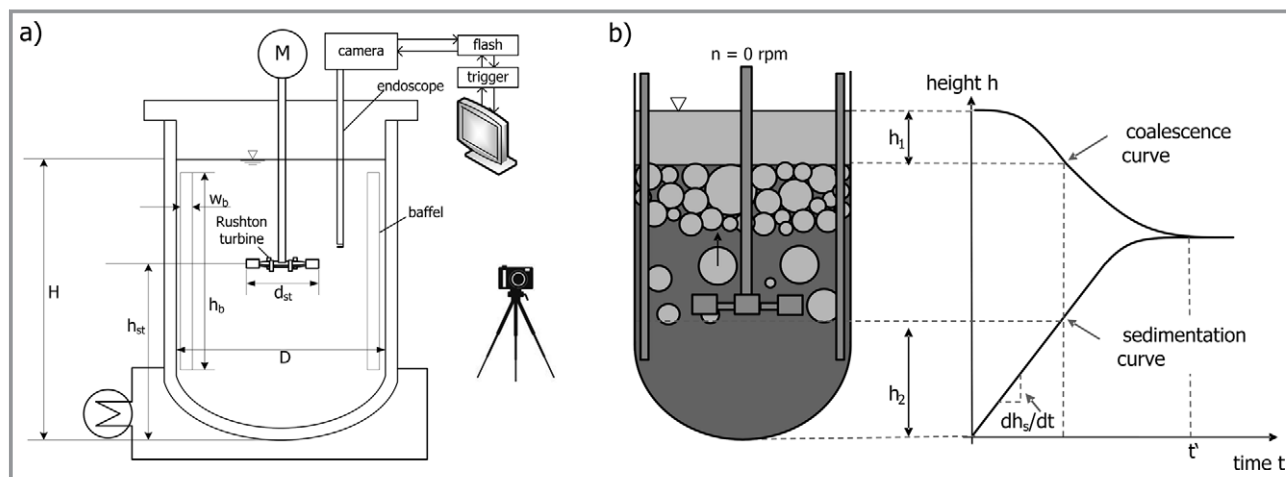 a)
M
camera
flash
trigger
endoscope
w_b
baffel
Rushton
turbine
d_st
H
h_b
h_st
D
M
b)
n = 0 rpm
height h
h_1
coalescence
curve
sedimentation
curve
h_2
dh_s/dt
t'
time t